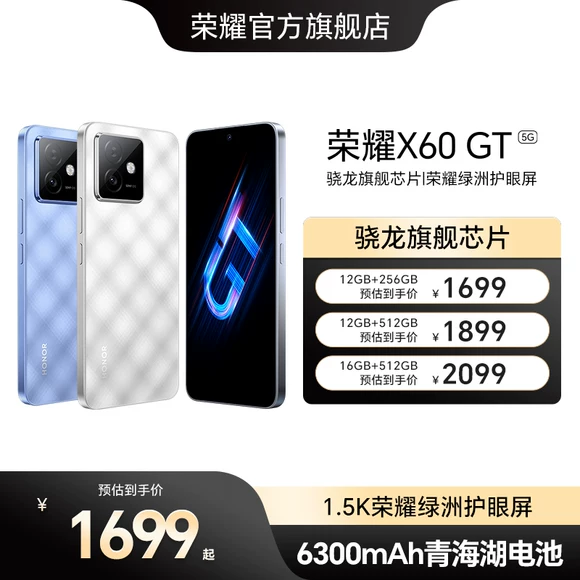 荣耀官方旗舰店
荣耀X60 GT 5G
骁龙旗舰芯片|荣耀绿洲护眼屏
骁龙旗舰芯片
12GB+256GB
预估到手价 ¥1699
12GB+512GB
预估到手价 ¥1899
16GB+512GB
预估到手价 ¥2099
HONOR
HONOR
GT
预估到手价
¥1699起
1.5K荣耀绿洲护眼屏
6300mAh青海湖电池